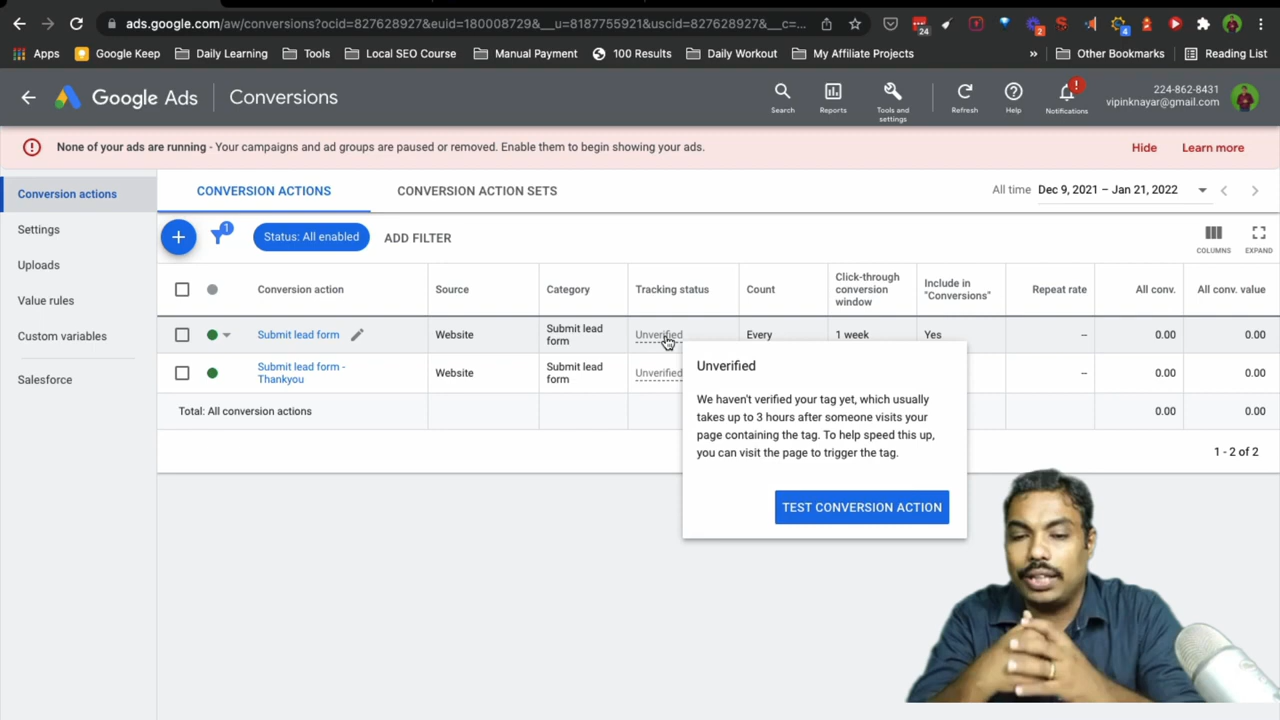 ads.google.com/aw/conversions?ocid=827628927&euid=180008729&__u=8187755921&uscid=827628927&__c=...
24
2
4
Apps
Google Keep
Daily Learning
Tools
Local SEO Course
Manual Payment
100 Results
Daily Workout
My Affiliate Projects
»
Other Bookmarks
Reading List
Google Ads
Conversions
Search
Reports
Tools and
settings
Refresh
Help
Notifications
224-862-8431
vipinknayar@gmail.com
None of your ads are running - Your campaigns and ad groups are paused or removed. Enable them to begin showing your ads.
Hide
Learn more
Conversion actions
Settings
Uploads
Value rules
Custom variables
Salesforce
CONVERSION ACTIONS
CONVERSION ACTION SETS
All time
Dec 9, 2021 – Jan 21, 2022
1
Status: All enabled
ADD FILTER
COLUMNS
EXPAND
Conversion action
Source
Category
Tracking status
Count
Click-through
conversion
window
Include in
"Conversions"
Repeat rate
All conv.
All conv. value
Submit lead form
Website
Submit lead
form
Unverified
Every
1 week
Yes
–
0.00
0.00
Submit lead form -
Thankyou
Website
Submit lead
form
Unverified
–
0.00
0.00
Total: All conversion actions
0.00
0.00
1 - 2 of 2
Unverified
We haven't verified your tag yet, which usually
takes up to 3 hours after someone visits your
page containing the tag. To help speed this up,
you can visit the page to trigger the tag.
TEST CONVERSION ACTION